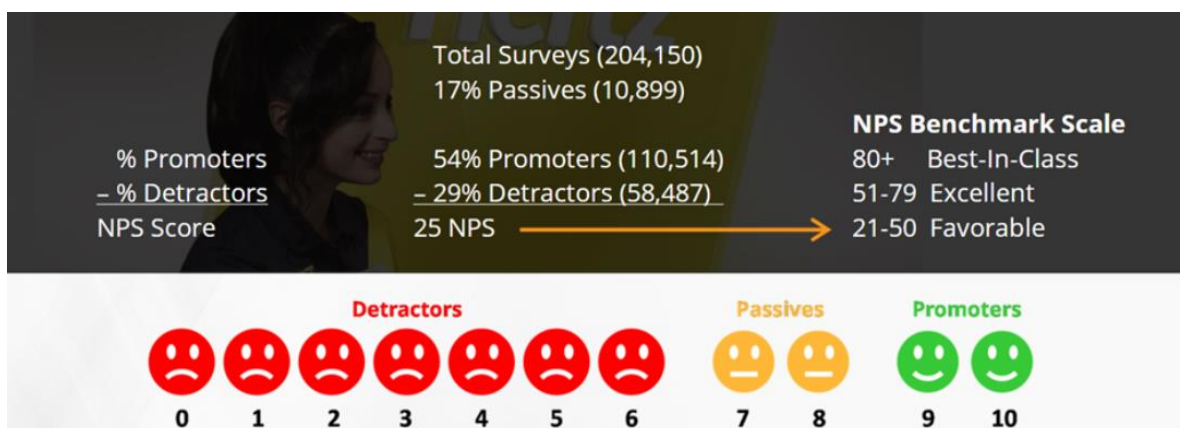 Hertz
Total Surveys (204,150)
17% Passives (10,899)
% Promoters
– % Detractors
NPS Score
54% Promoters (110,514)
– 29% Detractors (58,487)
25 NPS
NPS Benchmark Scale
80+ Best-In-Class
51-79 Excellent
21-50 Favorable
Detractors
Passives
Promoters
0 1 2 3 4 5 6 7 8 9 10